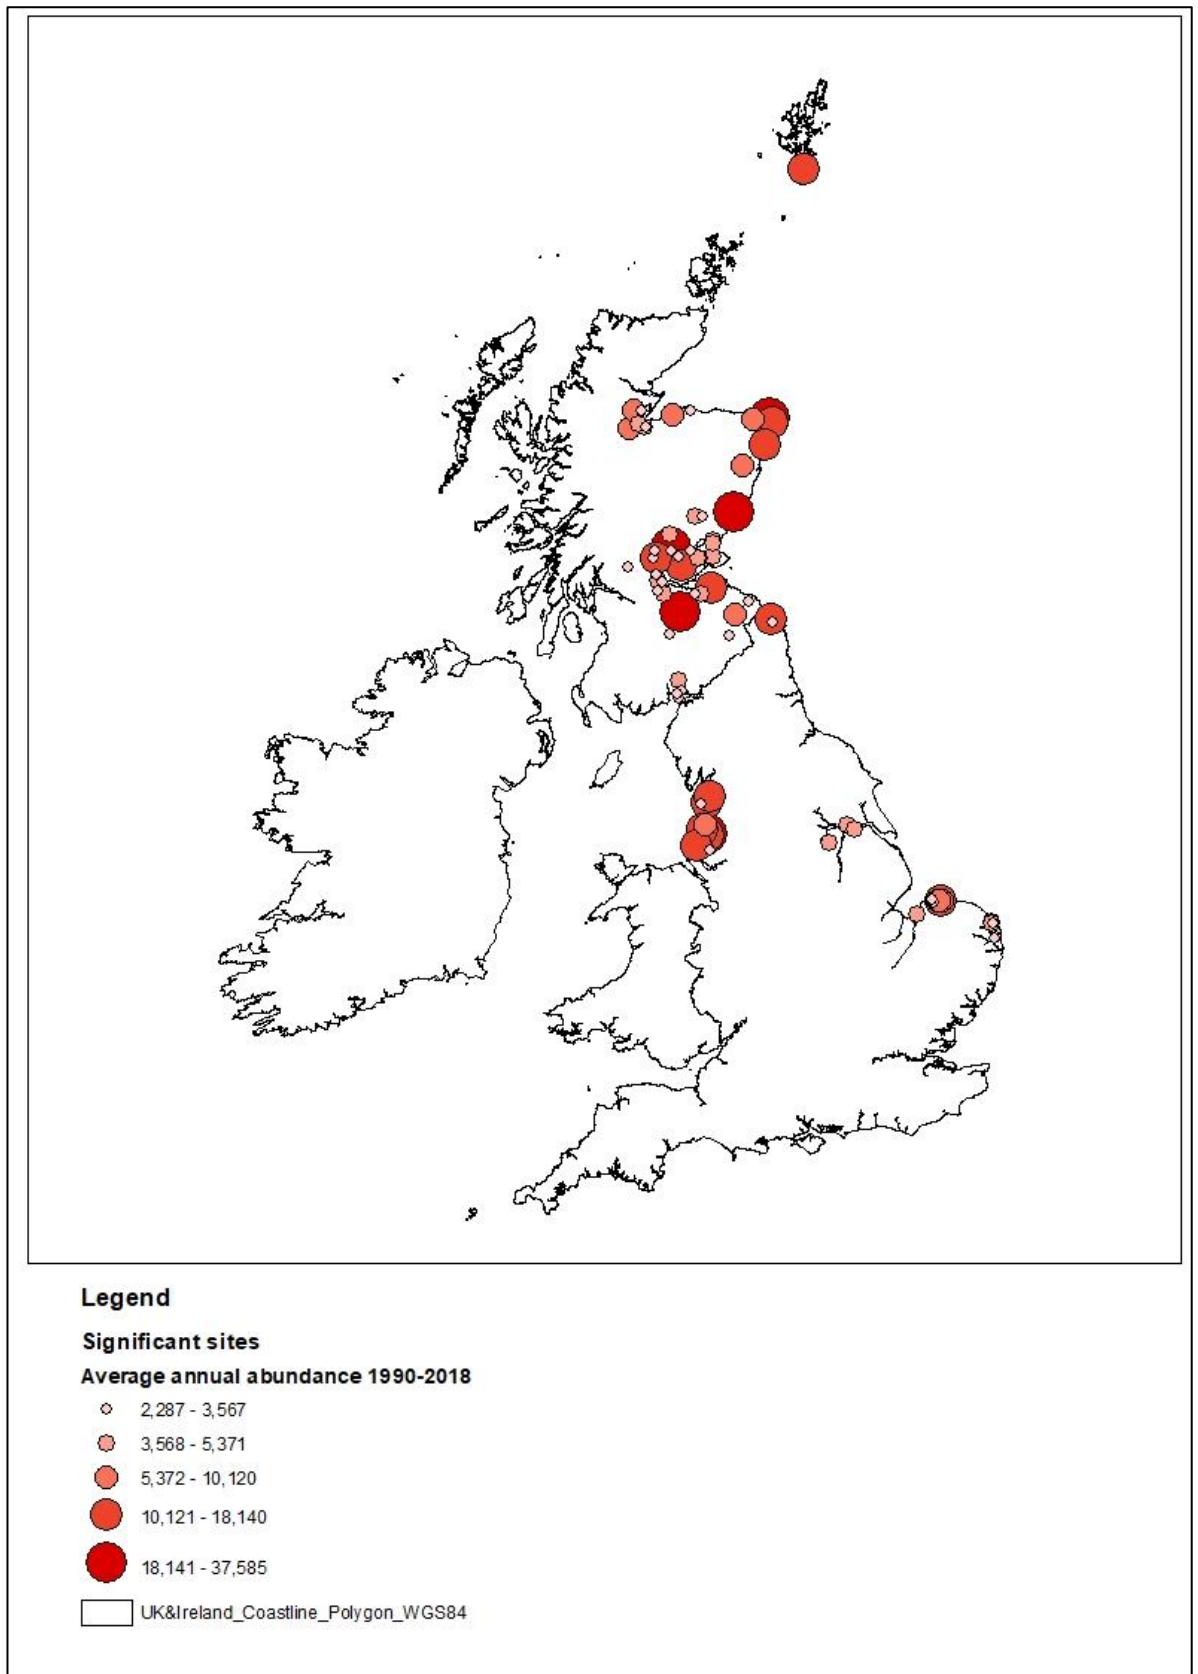 Legend
Significant sites
Average annual abundance 1990-2018
2,287 - 3,567
3,568 - 5,371
5,372 - 10,120
10,121 - 18,140
18,141 - 37,585
UK&Ireland_Coastline_Polygon_WGS84